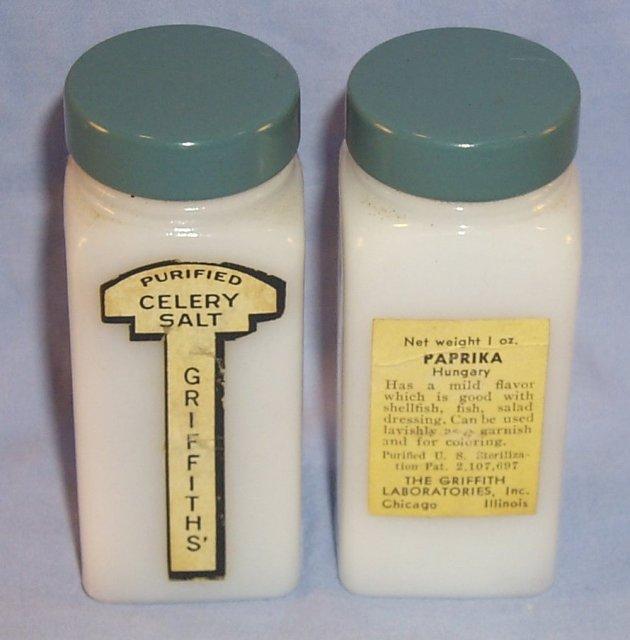 PURIFIED
CELERY
SALT
GRIFFITHS'
Net weight 1 oz.
PAPRIKA
Hungary
Has a mild flavor
which is good with
shellfish, fish, salad
dressing. Can be used
lavishly as a garnish
and for coloring.
Purified U. S. Steriliza-
tion Pat. 2,107,697
THE GRIFFITH
LABORATORIES, Inc.
Chicago Illinois